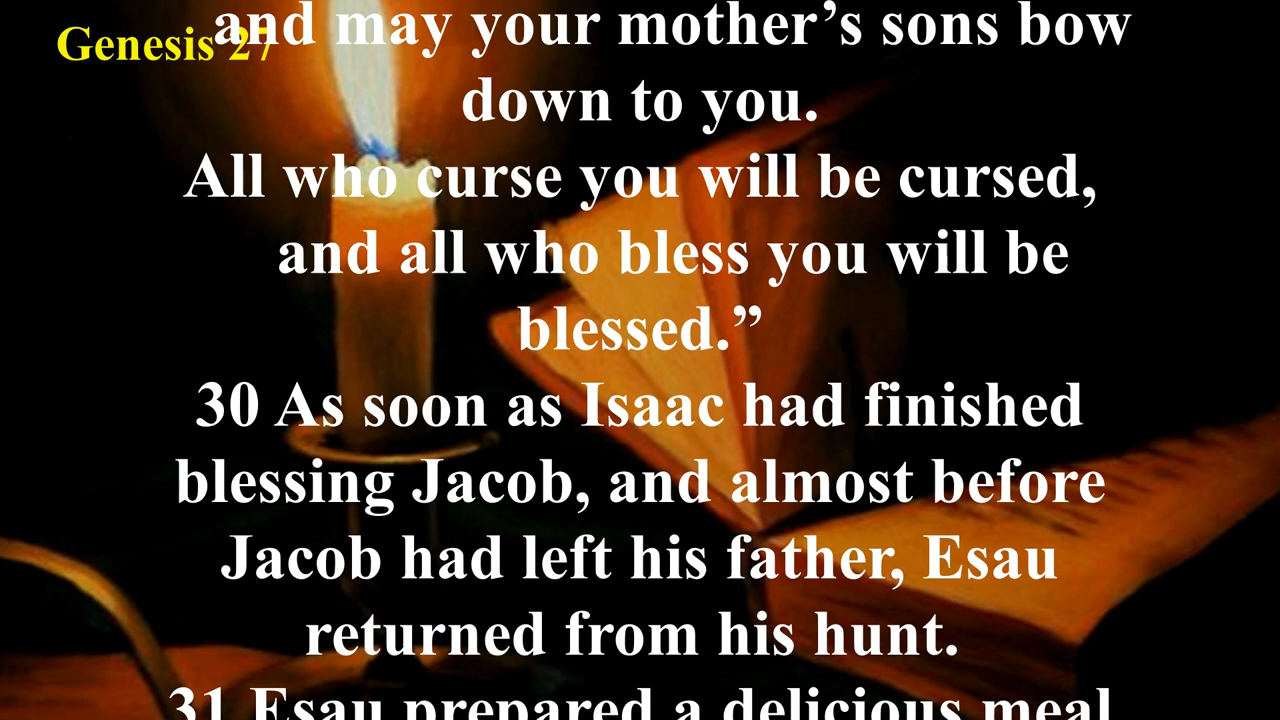 Genesis 27
and may your mother’s sons bow
down to you.
All who curse you will be cursed,
and all who bless you will be
blessed.”
30 As soon as Isaac had finished
blessing Jacob, and almost before
Jacob had left his father, Esau
returned from his hunt.
31 Esau prepared a delicious meal